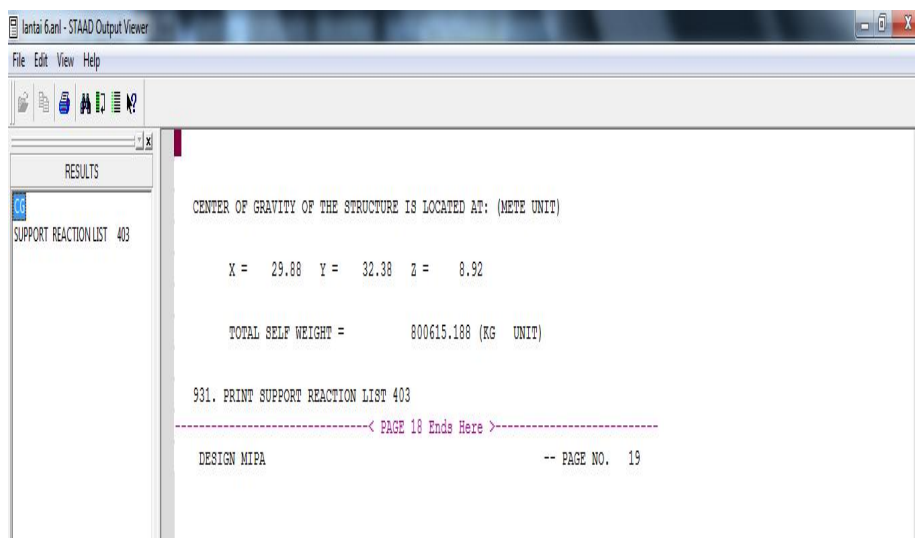 lantai 6.anl - STAAD Output Viewer
File Edit View Help
RESULTS
CG
SUPPORT REACTION LIST 403
CENTER OF GRAVITY OF THE STRUCTURE IS LOCATED AT: (METE UNIT)
X = 29.88 Y = 32.38 Z = 8.92
TOTAL SELF WEIGHT = 800615.188 (KG UNIT)
931. PRINT SUPPORT REACTION LIST 403
-------------------------------< PAGE 18 Ends Here >--------------------------
DESIGN MIPA -- PAGE NO. 19